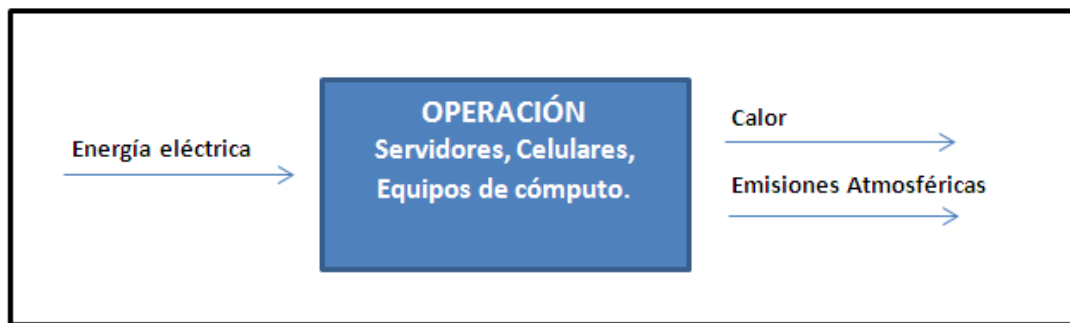 Energía eléctrica
OPERACIÓN
Servidores, Celulares,
Equipos de cómputo.
Calor
Emisiones Atmosféricas